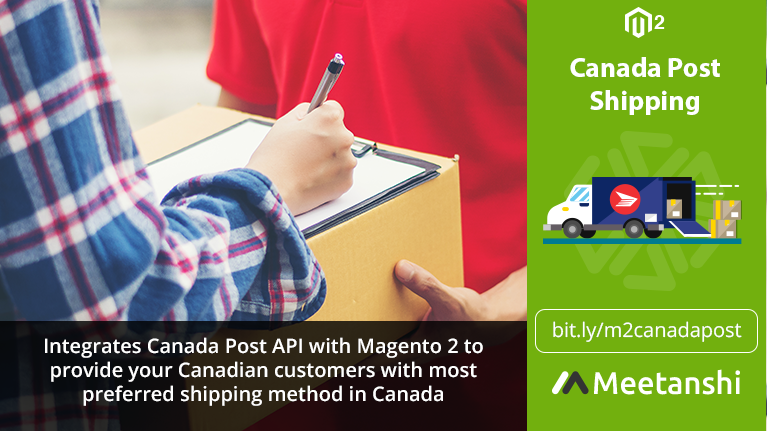 Integrates Canada Post API with Magento 2 to
provide your Canadian customers with most
preferred shipping method in Canada
2
Canada Post
Shipping
bit.ly/m2canadapost
Meetanshi